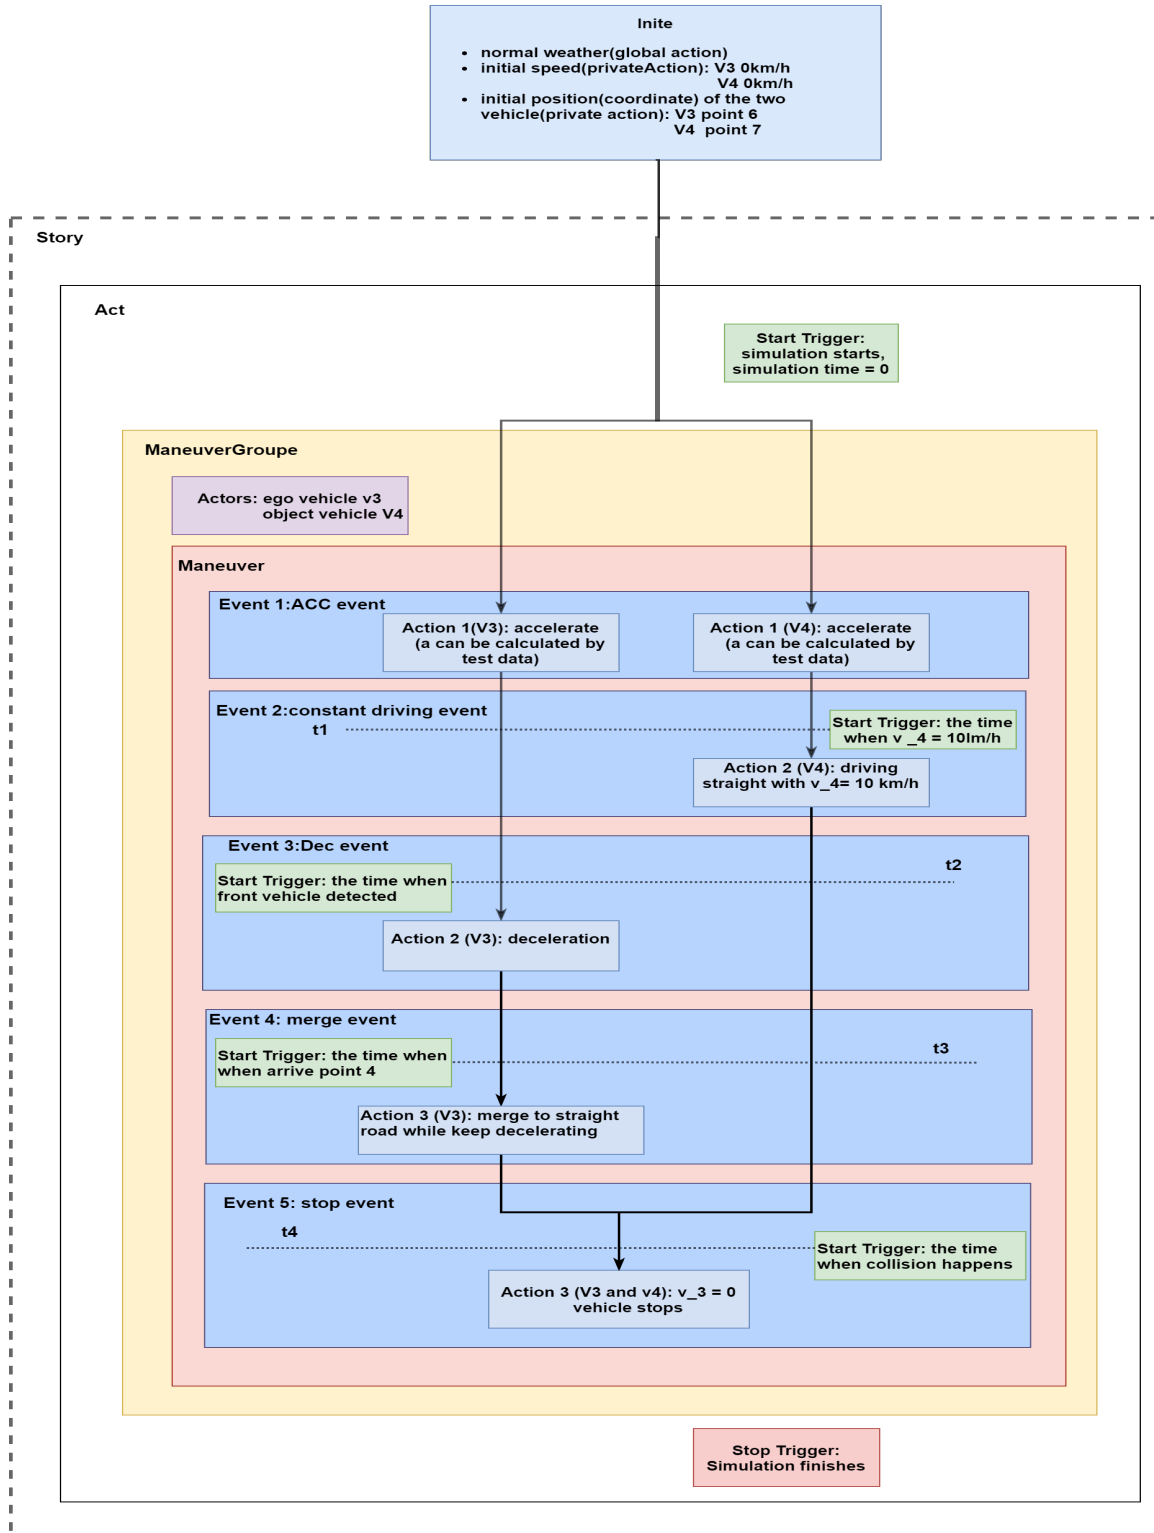 Inite
• normal weather(global action)
• initial speed(privateAction): V3 0km/h
V4 0km/h
• initial position(coordinate) of the two
vehicle(private action): V3 point 6
V4 point 7
Story
Act
Start Trigger:
simulation starts,
simulation time = 0
ManeuverGroupe
Actors: ego vehicle v3
object vehicle V4
Maneuver
Event 1:ACC event
Action 1(V3): accelerate
(a can be calculated by
test data)
Action 1 (V4): accelerate
(a can be calculated by
test data)
Event 2:constant driving event
t1
Start Trigger: the time
when v _4 = 10lm/h
Action 2 (V4): driving
straight with v_4= 10 km/h
Event 3:Dec event
t2
Start Trigger: the time when
front vehicle detected
Action 2 (V3): deceleration
Event 4: merge event
t3
Start Trigger: the time when
when arrive point 4
Action 3 (V3): merge to straight
road while keep decelerating
Event 5: stop event
t4
Start Trigger: the time
when collision happens
Action 3 (V3 and v4): v_3 = 0
vehicle stops
Stop Trigger:
Simulation finishes